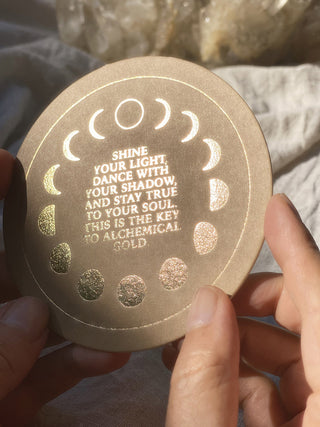 SHINE
YOUR LIGHT,
DANCE WITH
YOUR SHADOW,
AND STAY TRUE
TO YOUR SOUL.
THIS IS THE KEY
TO ALCHEMICAL
GOLD